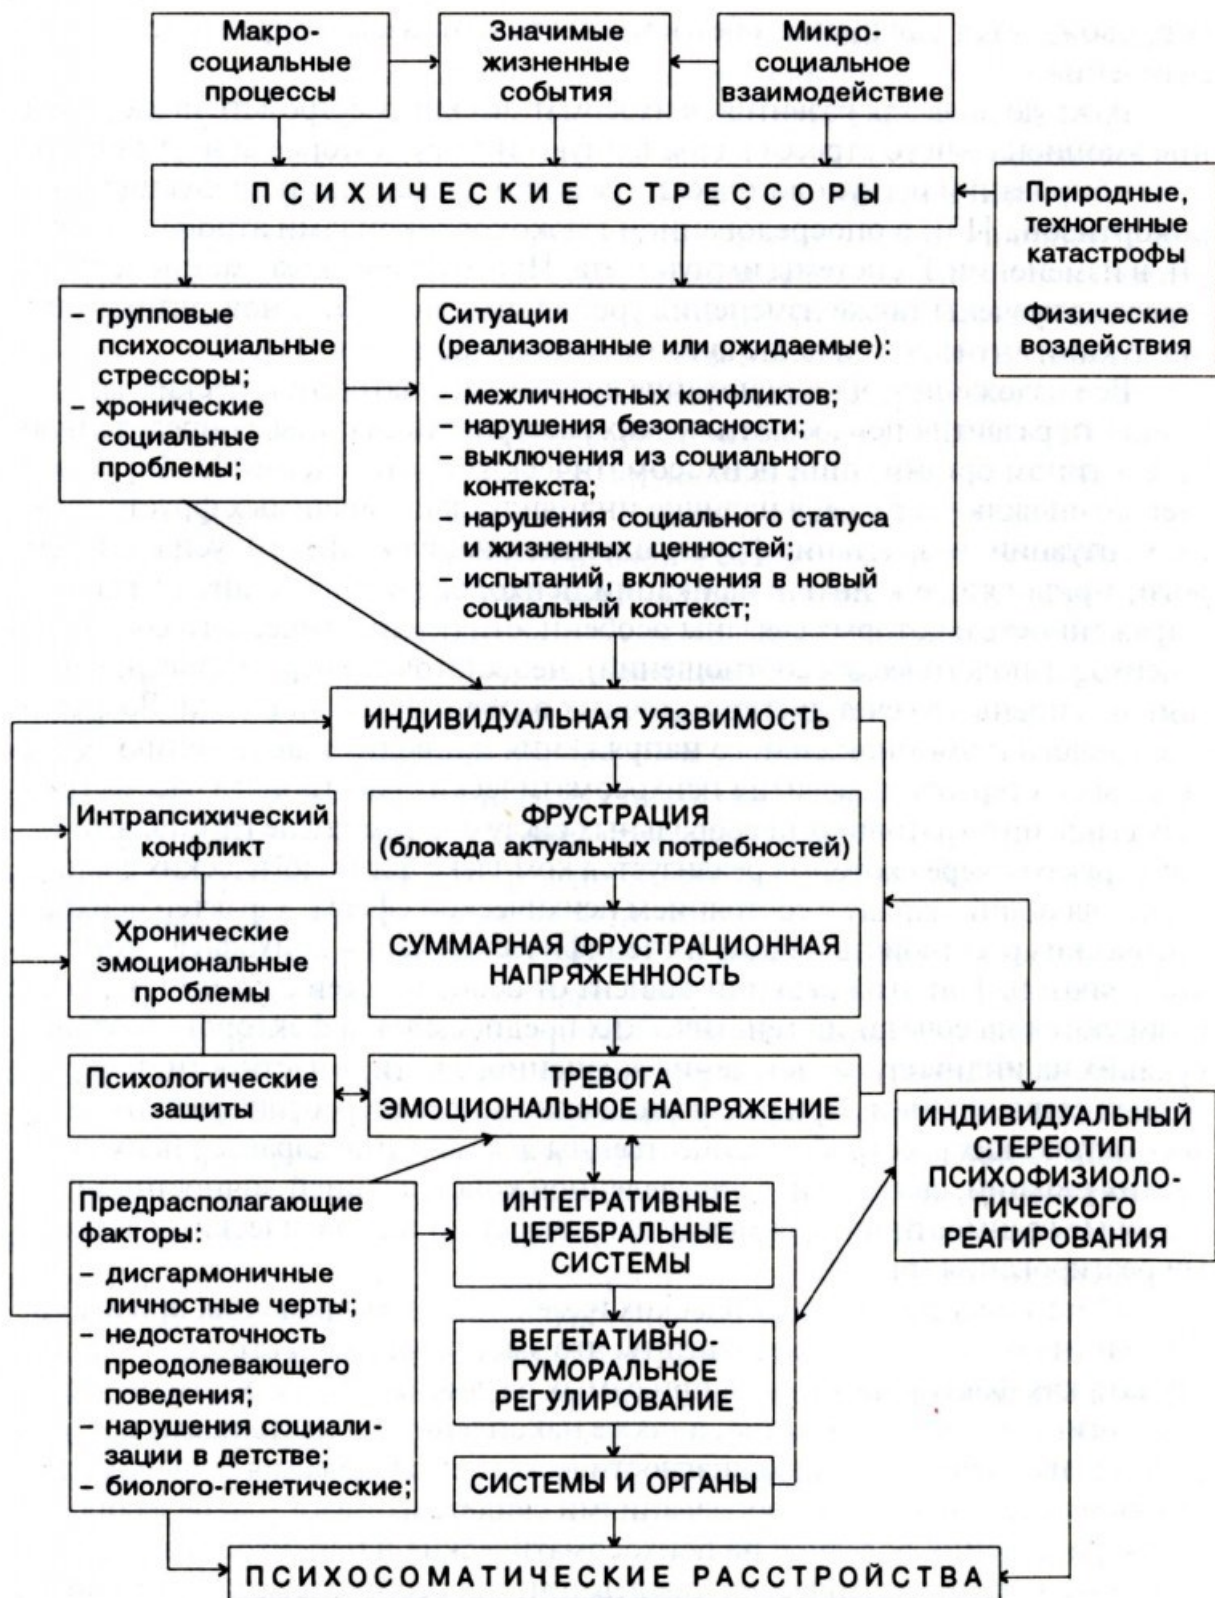 Макро-
социальные
процессы
Значимые
жизненные
события
Микро-
социальное
взаимодействие
ПСИХИЧЕСКИЕ СТРЕССОРЫ
Природные,
техногенные
катастрофы
Физические
воздействия
– групповые
психосоциальные
стрессоры;
– хронические
социальные
проблемы;
Ситуации
(реализованные или ожидаемые):
– межличностных конфликтов;
– нарушения безопасности;
– выключения из социального
контекста;
– нарушения социального статуса
и жизненных ценностей;
– испытаний, включения в новый
социальный контекст;
ИНДИВИДУАЛЬНАЯ УЯЗВИМОСТЬ
Интрапсихический
конфликт
ФРУСТРАЦИЯ
(блокада актуальных потребностей)
Хронические
эмоциональные
проблемы
СУММАРНАЯ ФРУСТРАЦИОННАЯ
НАПРЯЖЕННОСТЬ
Психологические
защиты
ТРЕВОГА
ЭМОЦИОНАЛЬНОЕ НАПРЯЖЕНИЕ
ИНДИВИДУАЛЬНЫЙ
СТЕРЕОТИП
ПСИХОФИЗИОЛО-
ГИЧЕСКОГО
РЕАГИРОВАНИЯ
Предрасполагающие
факторы:
– дисгармоничные
личностные черты;
– недостаточность
преодолевающего
поведения;
– нарушения социали-
зации в детстве;
– биолого-генетические;
ИНТЕГРАТИВНЫЕ
ЦЕРЕБРАЛЬНЫЕ
СИСТЕМЫ
ВЕГЕТАТИВНО-
ГУМОРАЛЬНОЕ
РЕГУЛИРОВАНИЕ
СИСТЕМЫ И ОРГАНЫ
ПСИХОСОМАТИЧЕСКИЕ РАССТРОЙСТВА